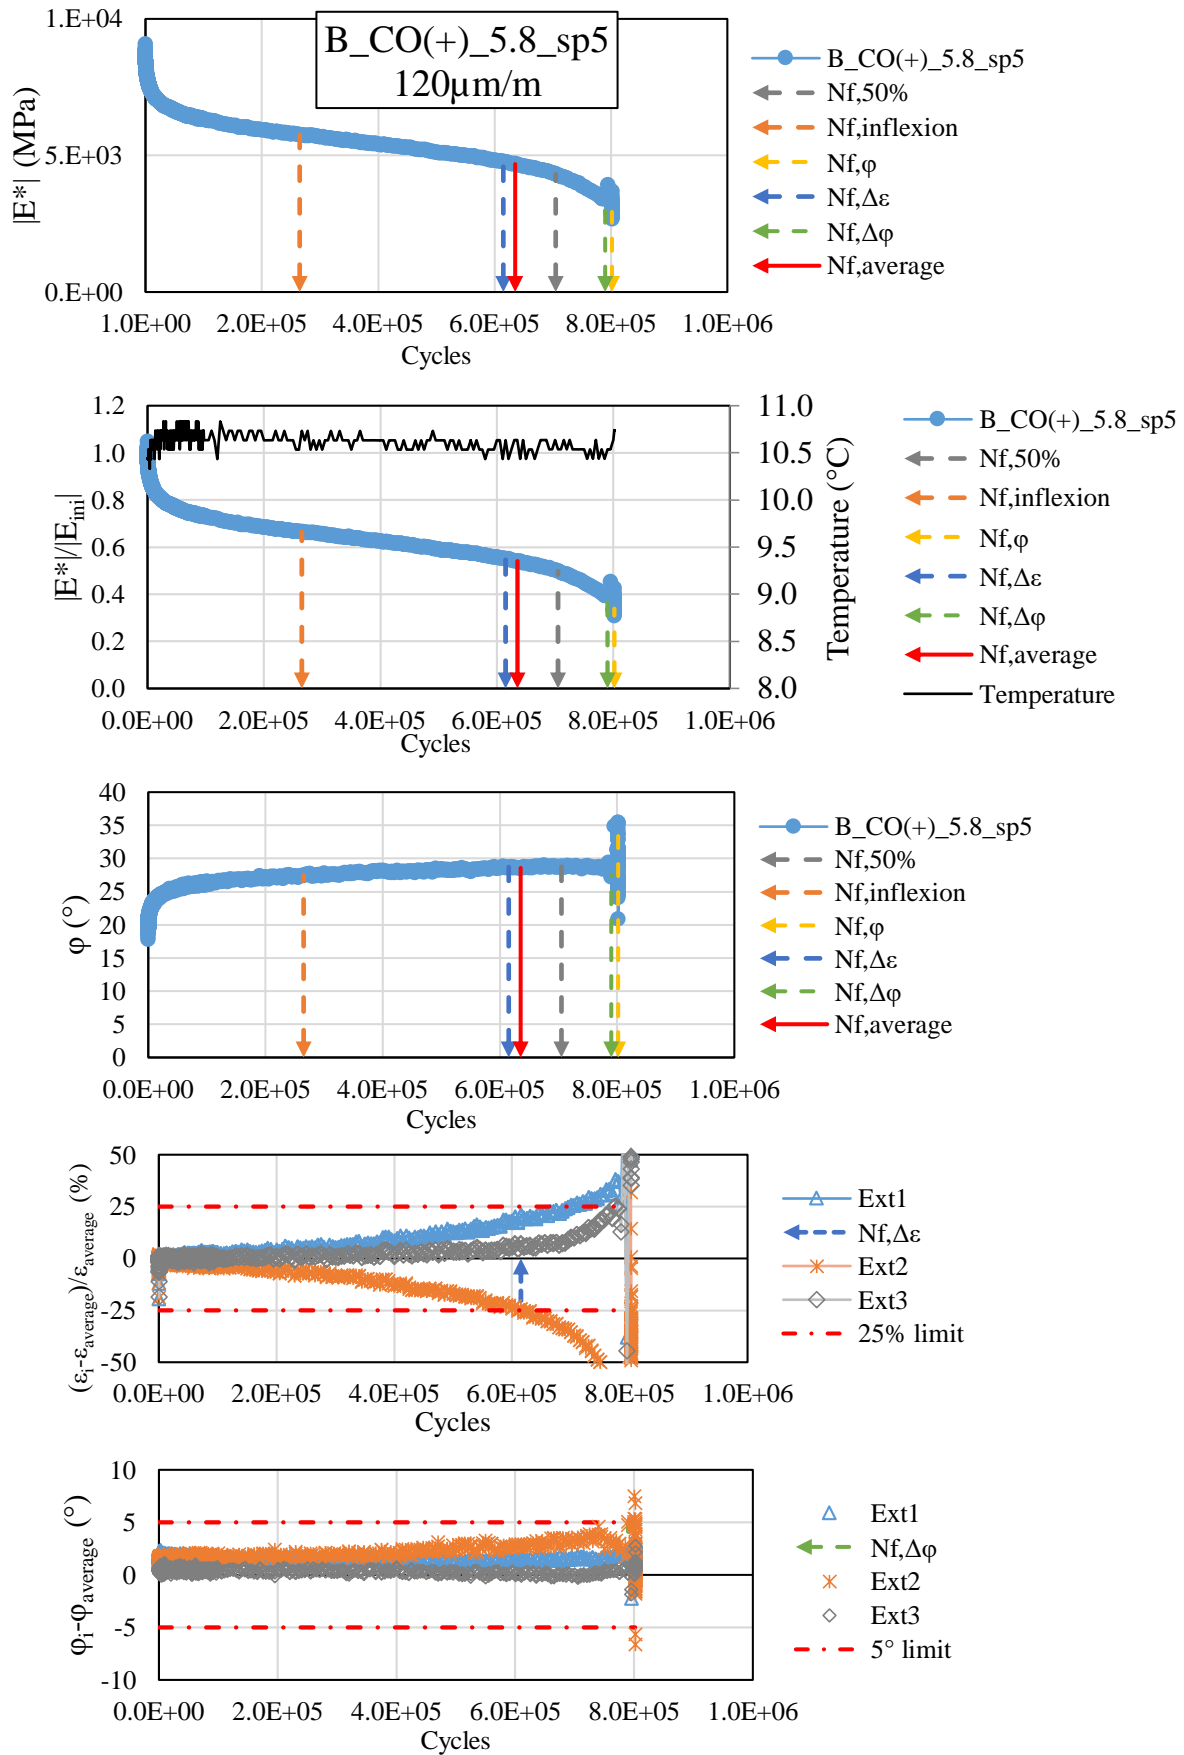 B_CO(+)_5.8_sp5
120µm/m
1.E+04
5.E+03
0.E+00
|E*| (MPa)
1.0E+00 2.0E+05 4.0E+05 6.0E+05 8.0E+05 1.0E+06
Cycles
B_CO(+)_5.8_sp5
Nf,50%
Nf,inflexion
Nf,φ
Nf,Δε
Nf,Δφ
Nf,average
1.2
1.0
0.8
0.6
0.4
0.2
0.0
|E*|/|E_ini|
11.0
10.5
10.0
9.5
9.0
8.5
8.0
Temperature (°C)
0.0E+00 2.0E+05 4.0E+05 6.0E+05 8.0E+05 1.0E+06
Cycles
B_CO(+)_5.8_sp5
Nf,50%
Nf,inflexion
Nf,φ
Nf,Δε
Nf,Δφ
Nf,average
Temperature
40
35
30
25
20
15
10
5
0
φ (°)
0.0E+00 2.0E+05 4.0E+05 6.0E+05 8.0E+05 1.0E+06
Cycles
B_CO(+)_5.8_sp5
Nf,50%
Nf,inflexion
Nf,φ
Nf,Δε
Nf,Δφ
Nf,average
50
25
0
-25
-50
(ε_i-ε_average)/ε_average (%)
0.0E+00 2.0E+05 4.0E+05 6.0E+05 8.0E+05 1.0E+06
Cycles
Ext1
Nf,Δε
Ext2
Ext3
25% limit
10
5
0
-5
-10
φ_i-φ_average (°)
0.0E+00 2.0E+05 4.0E+05 6.0E+05 8.0E+05 1.0E+06
Cycles
Ext1
Nf,Δφ
Ext2
Ext3
5° limit